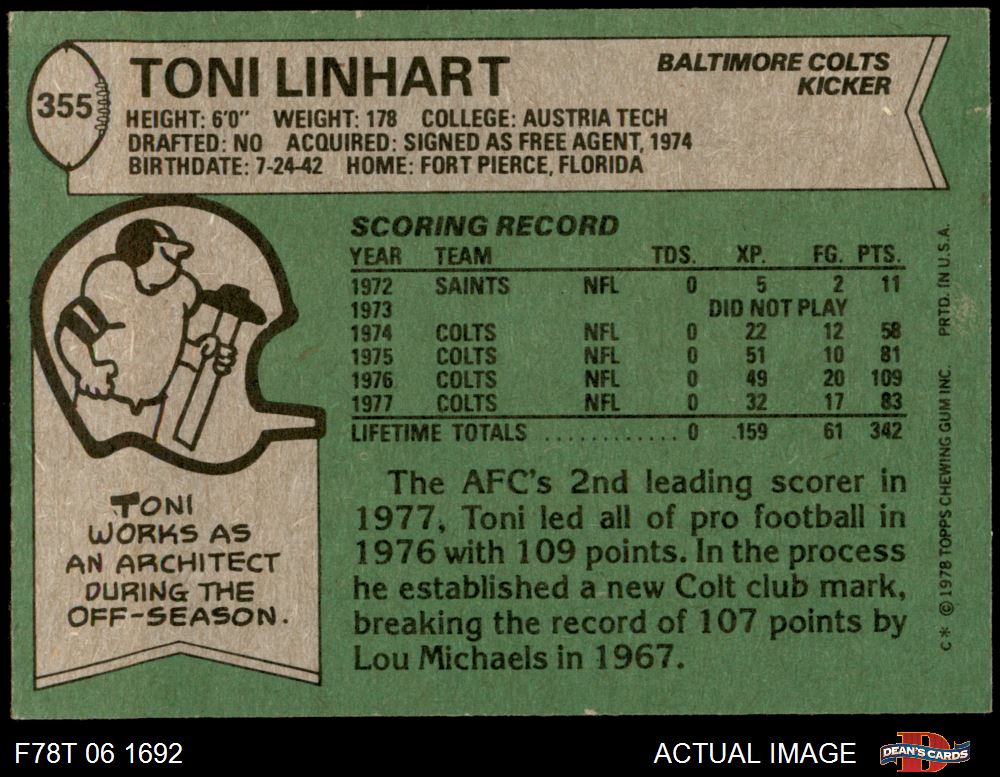 355
TONI LINHART
BALTIMORE COLTS
KICKER
HEIGHT: 6'0" WEIGHT: 178 COLLEGE: AUSTRIA TECH
DRAFTED: NO ACQUIRED: SIGNED AS FREE AGENT, 1974
BIRTHDATE: 7-24-42 HOME: FORT PIERCE, FLORIDA
SCORING RECORD
YEAR TEAM TDS. XP. FG. PTS.
1972 SAINTS NFL 0 5 2 11
1973 DID NOT PLAY
1974 COLTS NFL 0 22 12 58
1975 COLTS NFL 0 51 10 81
1976 COLTS NFL 0 49 20 109
1977 COLTS NFL 0 32 17 83
LIFETIME TOTALS ............ 0 159 61 342
The AFC's 2nd leading scorer in
1977, Toni led all of pro football in
1976 with 109 points. In the process
he established a new Colt club mark,
breaking the record of 107 points by
Lou Michaels in 1967.
TONI
WORKS AS
AN ARCHITECT
DURING THE
OFF-SEASON.
C* © 1978 TOPPS CHEWING GUM INC. PRTD. IN U.S.A.
F78T 06 1692
ACTUAL IMAGE
D
DEAN'S CARDS